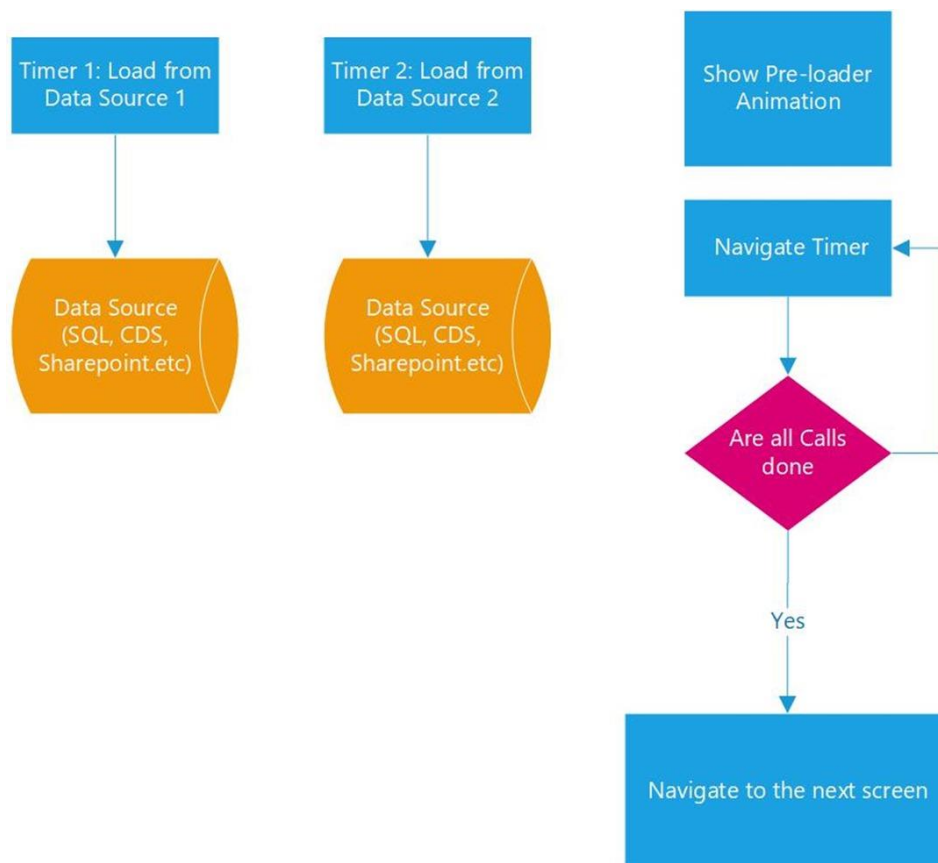 Timer 1: Load from
Data Source 1
Timer 2: Load from
Data Source 2
Show Pre-loader
Animation
Navigate Timer
Data Source
(SQL, CDS,
Sharepoint.etc)
Data Source
(SQL, CDS,
Sharepoint.etc)
Are all Calls
done
Yes
Navigate to the next screen